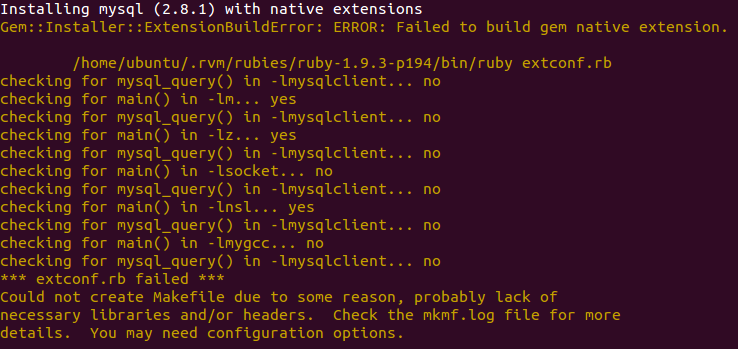 Installing mysql (2.8.1) with native extensions
Gem::Installer::ExtensionBuildError: ERROR: Failed to build gem native extension.
/home/ubuntu/.rvm/rubies/ruby-1.9.3-p194/bin/ruby extconf.rb
checking for mysql_query() in -lmysqlclient... no
checking for main() in -lm... yes
checking for mysql_query() in -lmysqlclient... no
checking for main() in -lz... yes
checking for mysql_query() in -lmysqlclient... no
checking for main() in -lsocket... no
checking for mysql_query() in -lmysqlclient... no
checking for main() in -lnsl... yes
checking for mysql_query() in -lmysqlclient... no
checking for main() in -lmygcc... no
checking for mysql_query() in -lmysqlclient... no
*** extconf.rb failed ***
Could not create Makefile due to some reason, probably lack of
necessary libraries and/or headers.  Check the mkmf.log file for more
details.  You may need configuration options.